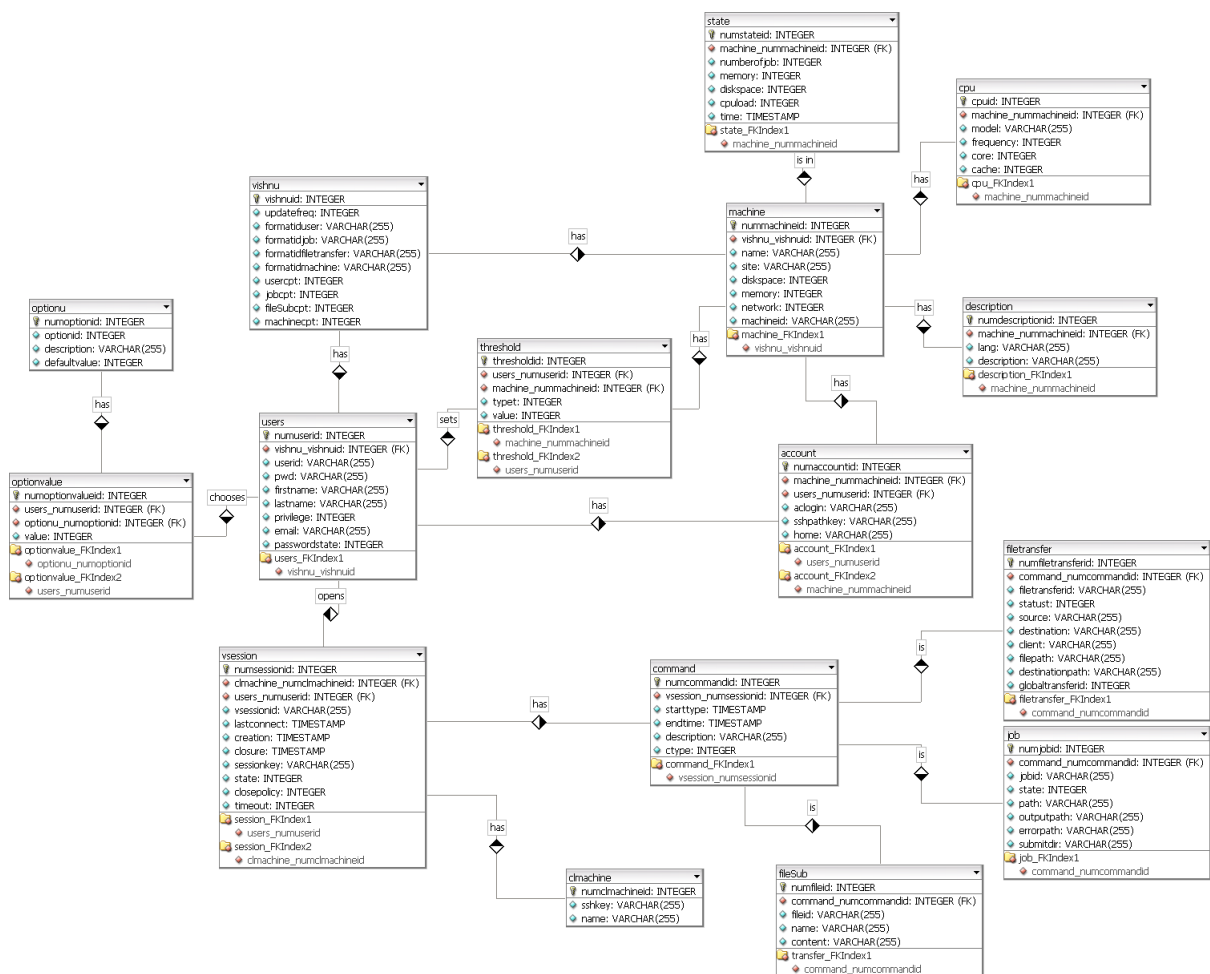 state
numstateid: INTEGER
machine_nummachineid: INTEGER (FK)
numberofjob: INTEGER
memory: INTEGER
diskspace: INTEGER
cpuload: INTEGER
time: TIMESTAMP
state_FKIndex1
machine_nummachineid
cpu
cpuid: INTEGER
machine_nummachineid: INTEGER (FK)
model: VARCHAR(255)
frequency: INTEGER
core: INTEGER
cache: INTEGER
cpu_FKIndex1
machine_nummachineid
is in
has
vishnu
vishnuid: INTEGER
updatefreq: INTEGER
formatiduser: VARCHAR(255)
formatidjob: VARCHAR(255)
formatidfiletransfer: VARCHAR(255)
formatidmachine: VARCHAR(255)
usercpt: INTEGER
jobcpt: INTEGER
fileSubcpt: INTEGER
machinecpt: INTEGER
has
machine
nummachineid: INTEGER
vishnu_vishnuid: INTEGER (FK)
name: VARCHAR(255)
site: VARCHAR(255)
diskspace: INTEGER
memory: INTEGER
network: INTEGER
machineid: VARCHAR(255)
machine_FKIndex1
vishnu_vishnuid
has
description
numdescriptionid: INTEGER
machine_nummachineid: INTEGER (FK)
lang: VARCHAR(255)
description: VARCHAR(255)
description_FKIndex1
machine_nummachineid
optionu
numoptionid: INTEGER
optionid: INTEGER
description: VARCHAR(255)
defaultvalue: INTEGER
has
has
threshold
thresholdid: INTEGER
users_numuserid: INTEGER (FK)
machine_nummachineid: INTEGER (FK)
typet: INTEGER
value: INTEGER
threshold_FKIndex1
machine_nummachineid
threshold_FKIndex2
users_numuserid
has
has
sets
users
numuserid: INTEGER
vishnu_vishnuid: INTEGER (FK)
userid: VARCHAR(255)
pwd: VARCHAR(255)
firstname: VARCHAR(255)
lastname: VARCHAR(255)
privilege: INTEGER
email: VARCHAR(255)
passwordstate: INTEGER
users_FKIndex1
vishnu_vishnuid
account
numaccountid: INTEGER
machine_nummachineid: INTEGER (FK)
users_numuserid: INTEGER (FK)
aclogin: VARCHAR(255)
sshpathkey: VARCHAR(255)
home: VARCHAR(255)
account_FKIndex1
users_numuserid
account_FKIndex2
machine_nummachineid
optionvalue
numoptionvalueid: INTEGER
users_numuserid: INTEGER (FK)
optionu_numoptionid: INTEGER (FK)
value: INTEGER
optionvalue_FKIndex1
optionu_numoptionid
optionvalue_FKIndex2
users_numuserid
chooses
has
opens
filetransfer
numfiletransferid: INTEGER
command_numcommandid: INTEGER (FK)
filetransferid: VARCHAR(255)
statust: INTEGER
source: VARCHAR(255)
destination: VARCHAR(255)
client: VARCHAR(255)
filepath: VARCHAR(255)
destinationpath: VARCHAR(255)
globaltransferid: INTEGER
filetransfer_FKIndex1
command_numcommandid
vsession
numsessionid: INTEGER
clmachine_numclmachineid: INTEGER (FK)
users_numuserid: INTEGER (FK)
vsessionid: VARCHAR(255)
lastconnect: TIMESTAMP
creation: TIMESTAMP
closure: TIMESTAMP
sessionkey: VARCHAR(255)
state: INTEGER
closepolicy: INTEGER
timeout: INTEGER
session_FKIndex1
users_numuserid
session_FKIndex2
clmachine_numclmachineid
has
command
numcommandid: INTEGER
vsession_numsessionid: INTEGER (FK)
starttype: TIMESTAMP
endtime: TIMESTAMP
description: VARCHAR(255)
ctype: INTEGER
command_FKIndex1
vsession_numsessionid
is
is
job
numjobid: INTEGER
command_numcommandid: INTEGER (FK)
jobid: VARCHAR(255)
state: INTEGER
path: VARCHAR(255)
outputpath: VARCHAR(255)
errorpath: VARCHAR(255)
submitdir: VARCHAR(255)
job_FKIndex1
command_numcommandid
has
is
clmachine
numclmachineid: INTEGER
sshkey: VARCHAR(255)
name: VARCHAR(255)
fileSub
numfileid: INTEGER
command_numcommandid: INTEGER (FK)
fileid: VARCHAR(255)
name: VARCHAR(255)
content: VARCHAR(255)
transfer_FKIndex1
command_numcommandid